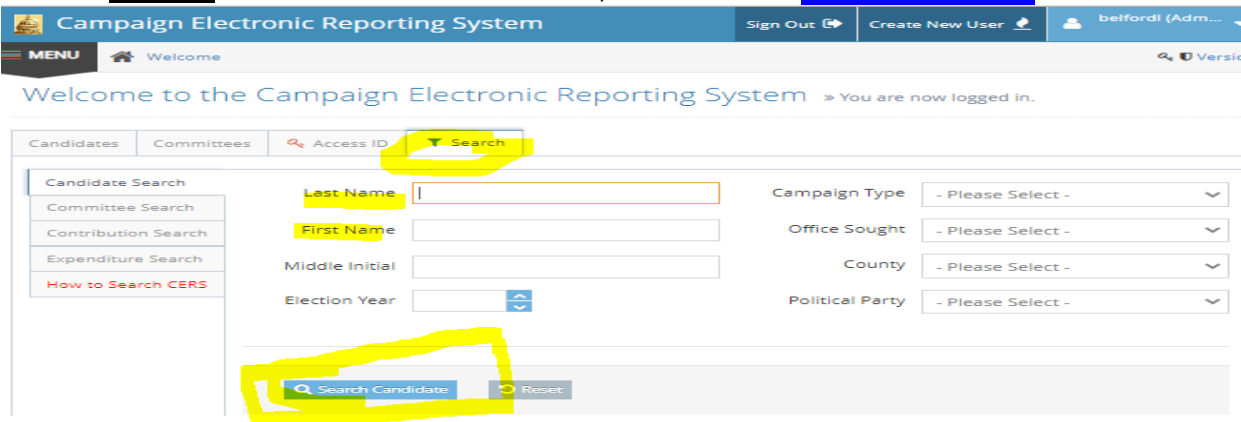 Campaign Electronic Reporting System
Sign Out
Create New User
belfordl (Adm...
MENU
Welcome
Versio
Welcome to the Campaign Electronic Reporting System » You are now logged in.
Candidates
Committees
Access ID
Search
Candidate Search
Committee Search
Contribution Search
Expenditure Search
How to Search CERS
Last Name
First Name
Middle Initial
Election Year
Campaign Type
- Please Select -
Office Sought
- Please Select -
County
- Please Select -
Political Party
- Please Select -
Search Candidate
Reset